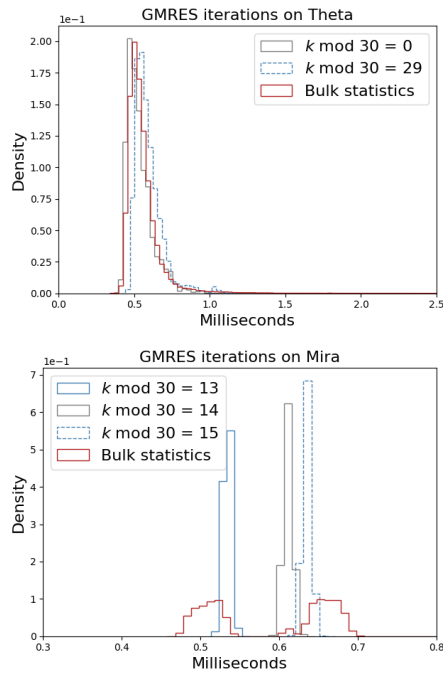 GMRES iterations on Theta
1e−1
2.00
1.75
1.50
1.25
1.00
0.75
0.50
0.25
0.00
Density
k mod 30 = 0
k mod 30 = 29
Bulk statistics
0.0 0.5 1.0 1.5 2.0 2.5
Milliseconds
GMRES iterations on Mira
1e−1
7
6
5
4
3
2
1
0
Density
k mod 30 = 13
k mod 30 = 14
k mod 30 = 15
Bulk statistics
0.3 0.4 0.5 0.6 0.7 0.8
Milliseconds